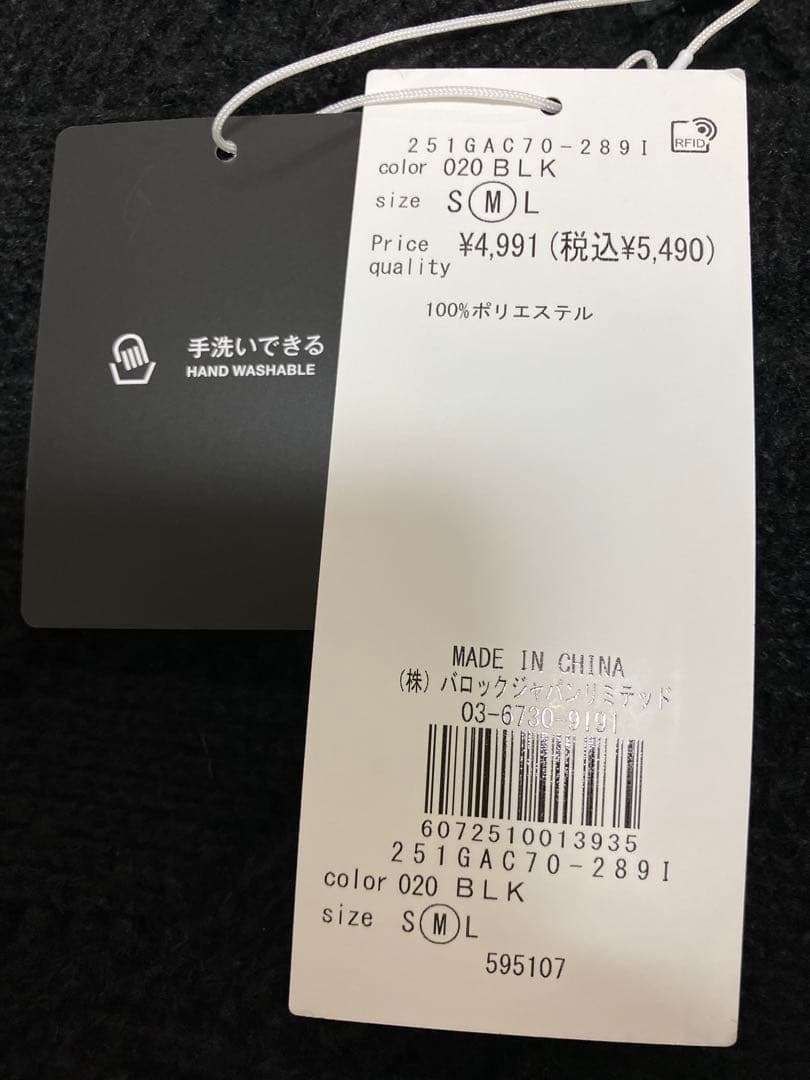 手洗いできる
HAND WASHABLE
251GAC70-289I
RFID
color 020 BLK
size S M L
Price ¥4,991 (税込¥5,490)
quality
100%ポリエステル
MADE IN CHINA
(株) バロックジャパンリミテッド
03-6730-9191
6072510013935
251GAC70-289I
color 020 BLK
size S M L
595107